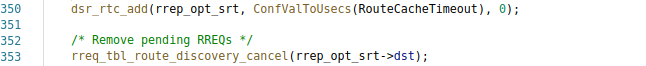 350 dsr_rtc_add(rrep_opt_srt, ConfValToUsecs(RouteCacheTimeout), 0);
351
352 /* Remove pending RREQs */
353 rreq_tbl_route_discovery_cancel(rrep_opt_srt->dst);